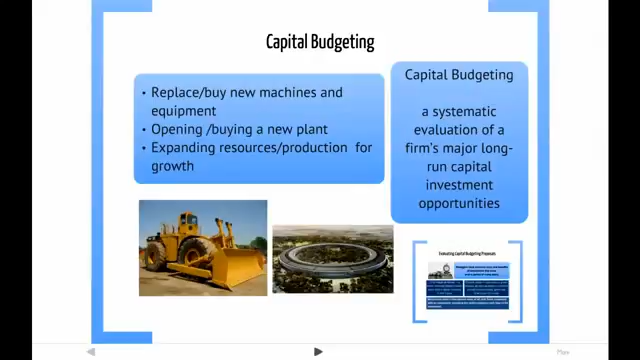 Capital Budgeting
• Replace/buy new machines and
equipment
• Opening /buying a new plant
• Expanding resources/production for
growth
Capital Budgeting
a systematic
evaluation of a
firm's major long-
run capital
investment
opportunities
Evaluating Capital Budgeting Proposals
More